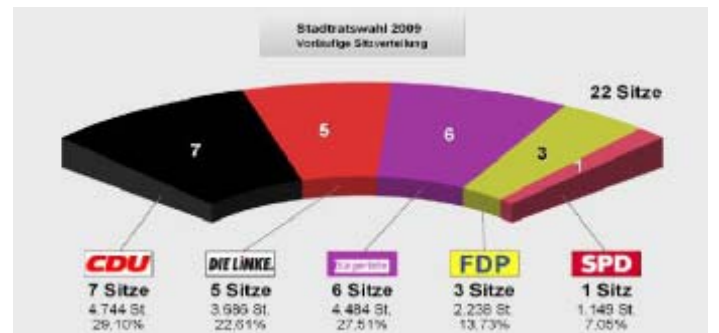 Stadtratswahl 2009
Vorläufige Sitzverteilung
22 Sitze
7
5
6
3
1
CDU
DIE LINKE.
FDP
SPD
7 Sitze
5 Sitze
6 Sitze
3 Sitze
1 Sitz
4.744 St.
3.686 St.
4.484 St.
2.238 St.
1.149 St.
29,10%
22,61%
27,51%
13,73%
7,05%